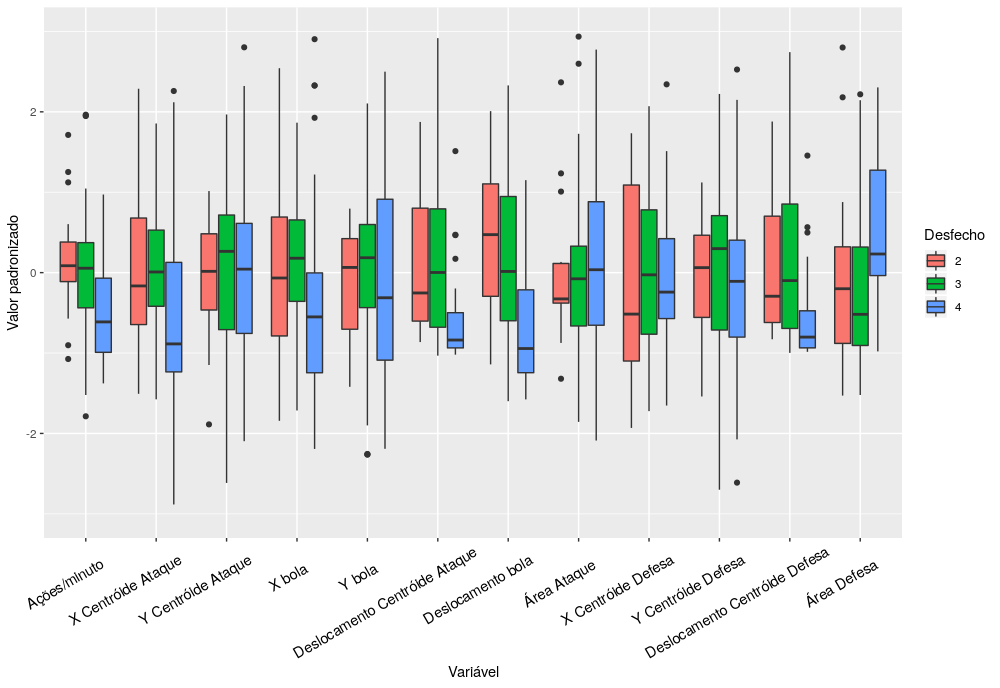 Valor padronizado
2
0
-2
Ações/minuto
X Centróide Ataque
Y Centróide Ataque
X bola
Y bola
Deslocamento Centróide Ataque
Deslocamento bola
Área Ataque
X Centróide Defesa
Y Centróide Defesa
Deslocamento Centróide Defesa
Área Defesa
Variável
Desfecho
2
3
4